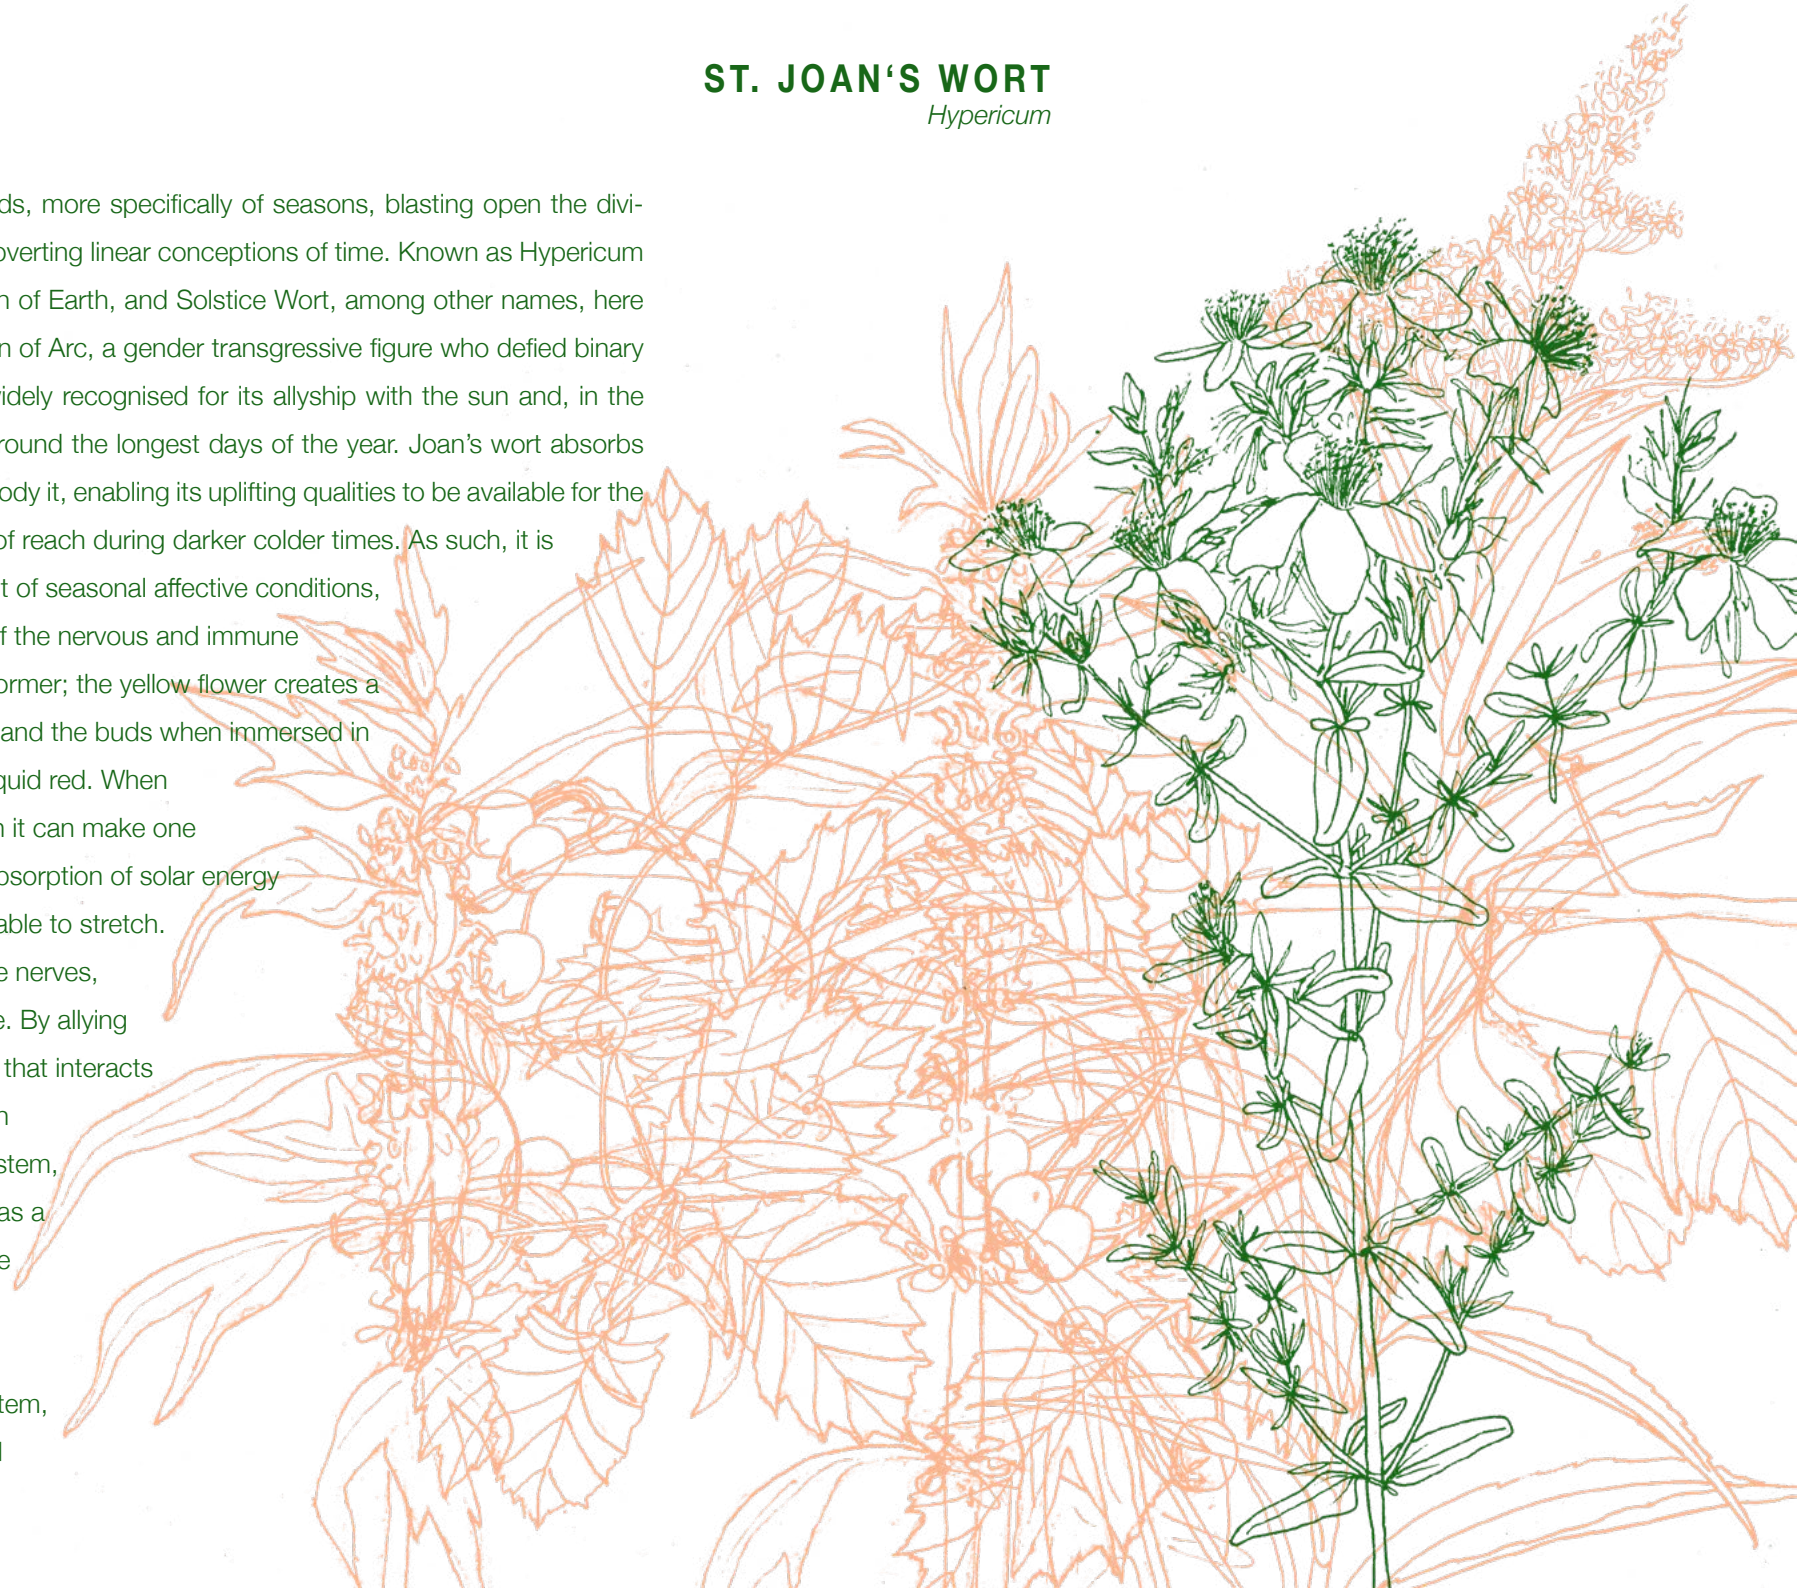 ST. JOAN‘S WORT
Hypericum
ds, more specifically of seasons, blasting open the divi-
verting linear conceptions of time. Known as Hypericum
of Earth, and Solstice Wort, among other names, here
n of Arc, a gender transgressive figure who defied binary
idely recognised for its allyship with the sun and, in the
round the longest days of the year. Joan’s wort absorbs
ody it, enabling its uplifting qualities to be available for the
of reach during darker colder times. As such, it is
t of seasonal affective conditions,
f the nervous and immune
ormer; the yellow flower creates a
and the buds when immersed in
quid red. When
n it can make one
bsorption of solar energy
able to stretch.
e nerves,
e. By allying
that interacts
n
stem,
as a
e
tem,